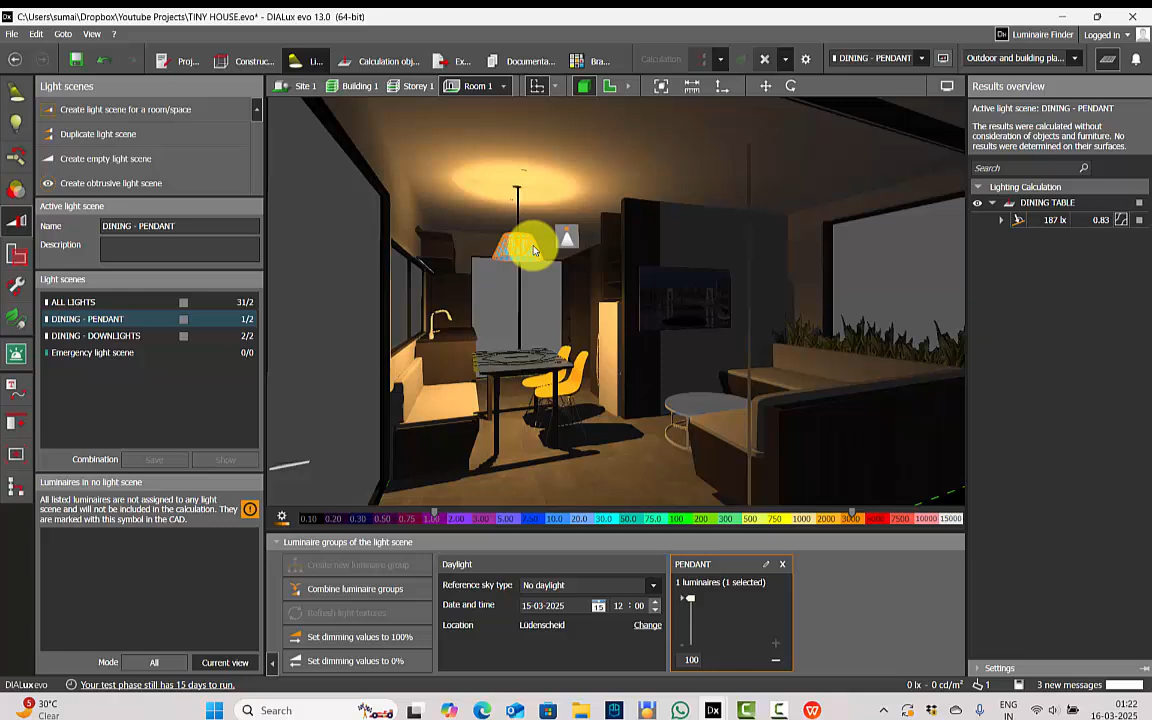 C:\Users\sumai\Dropbox\Youtube Projects\TINY HOUSE.evo* - DIALux evo 13.0 (64-bit)
File Edit Goto View ?
Dx Luminaire Finder Logged in
Proj... Construc... Li... Calculation obj... Ex... Documenta... Bra... Calculation DINING - PENDANT Outdoor and building pla...
Light scenes
Site 1 Building 1 Storey 1 Room 1
Results overview
Create light scene for a room/space
Duplicate light scene
Create empty light scene
Create obtrusive light scene
Active light scene: DINING - PENDANT
The results were calculated without
consideration of objects and furniture. No
results were determined on their surfaces.
Search
Lighting Calculation
DINING TABLE
187 lx 0.83
Active light scene
Name DINING - PENDANT
Description
Light scenes
ALL LIGHTS 31/2
DINING - PENDANT 1/2
DINING - DOWNLIGHTS 2/2
Emergency light scene 0/0
Combination Save Show
Luminaires in no light scene
All listed luminaires are not assigned to any light
scene and will not be included in the calculation. They
are marked with this symbol in the CAD.
0.10 0.20 0.30 0.50 0.75 1.00 2.00 3.00 5.00 7.50 10.0 20.0 30.0 50.0 75.0 100 200 300 500 750 1000 2000 3000 5000 7500 10000 15000
Luminaire groups of the light scene
Create new luminaire group
Combine luminaire groups
Refresh light textures
Set dimming values to 100%
Set dimming values to 0%
Daylight
Reference sky type No daylight
Date and time 15-03-2025 15 12 : 00
Location Lüdenscheid Change
PENDANT
1 luminaires (1 selected)
100
Mode All Current view
Settings
DIALux evo Your test phase still has 15 days to run.
0 lx - 0 cd/m² 1 3 new messages
5 30°C
Clear
Search
Dx
ENG
IN
01:22
16-03-2025